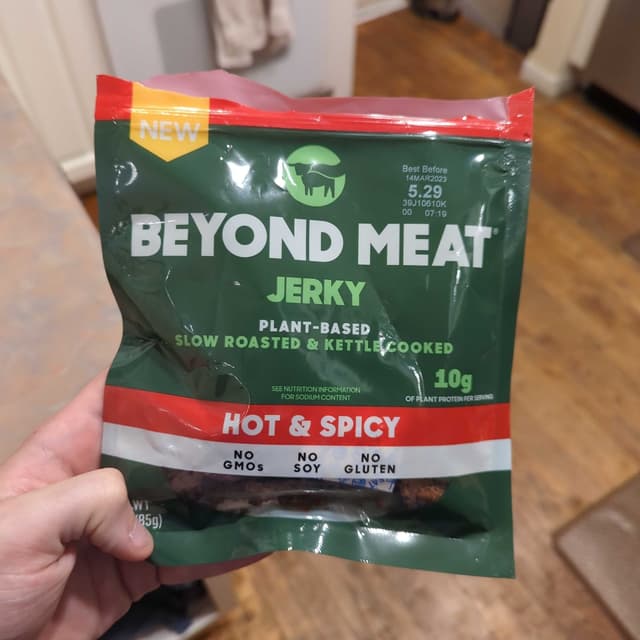 NEW
Best Before
14MAR2023
5.29
39J10610K
00 07:19
BEYOND MEAT®
JERKY
PLANT-BASED
SLOW ROASTED & KETTLE COOKED
SEE NUTRITION INFORMATION
FOR SODIUM CONTENT
10g
OF PLANT PROTEIN PER SERVING
HOT & SPICY
NO GMOs
NO SOY
NO GLUTEN
WT
(85g)